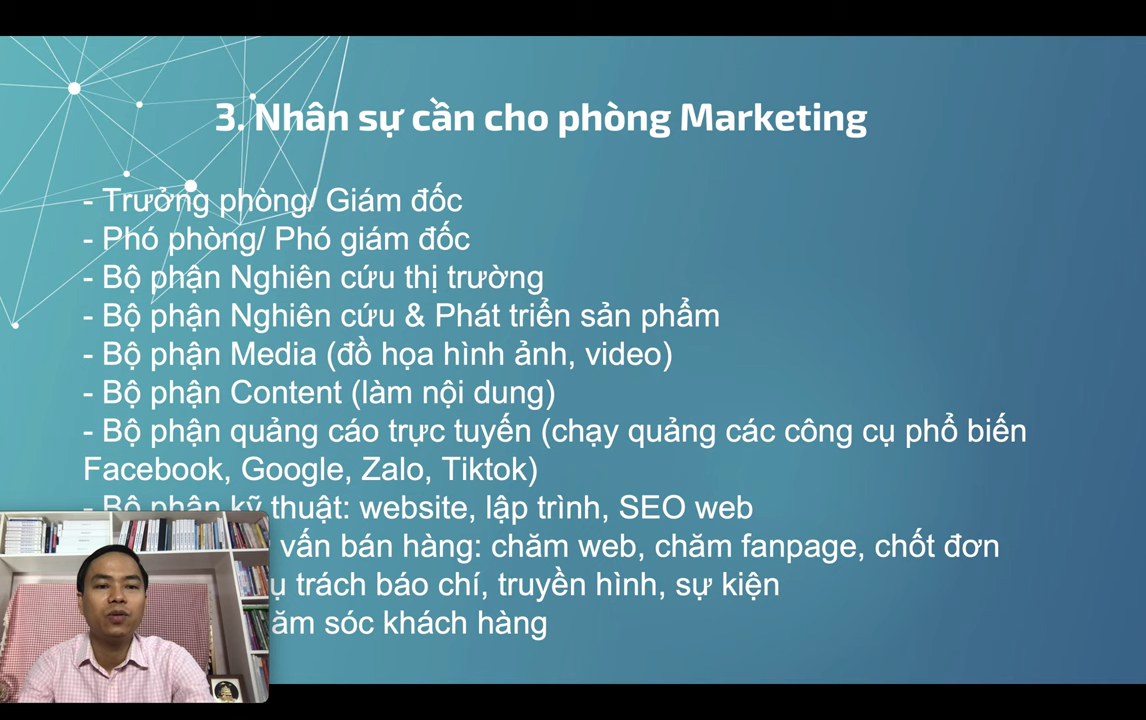 3. Nhân sự cần cho phòng Marketing
- Trưởng phòng/ Giám đốc
- Phó phòng/ Phó giám đốc
- Bộ phận Nghiên cứu thị trường
- Bộ phận Nghiên cứu & Phát triển sản phẩm
- Bộ phận Media (đồ họa hình ảnh, video)
- Bộ phận Content (làm nội dung)
- Bộ phận quảng cáo trực tuyến (chạy quảng các công cụ phổ biến
Facebook, Google, Zalo, Tiktok)
- Bộ phận kỹ thuật: website, lập trình, SEO web
vấn bán hàng: chăm web, chăm fanpage, chốt đơn
trách báo chí, truyền hình, sự kiện
sóc khách hàng